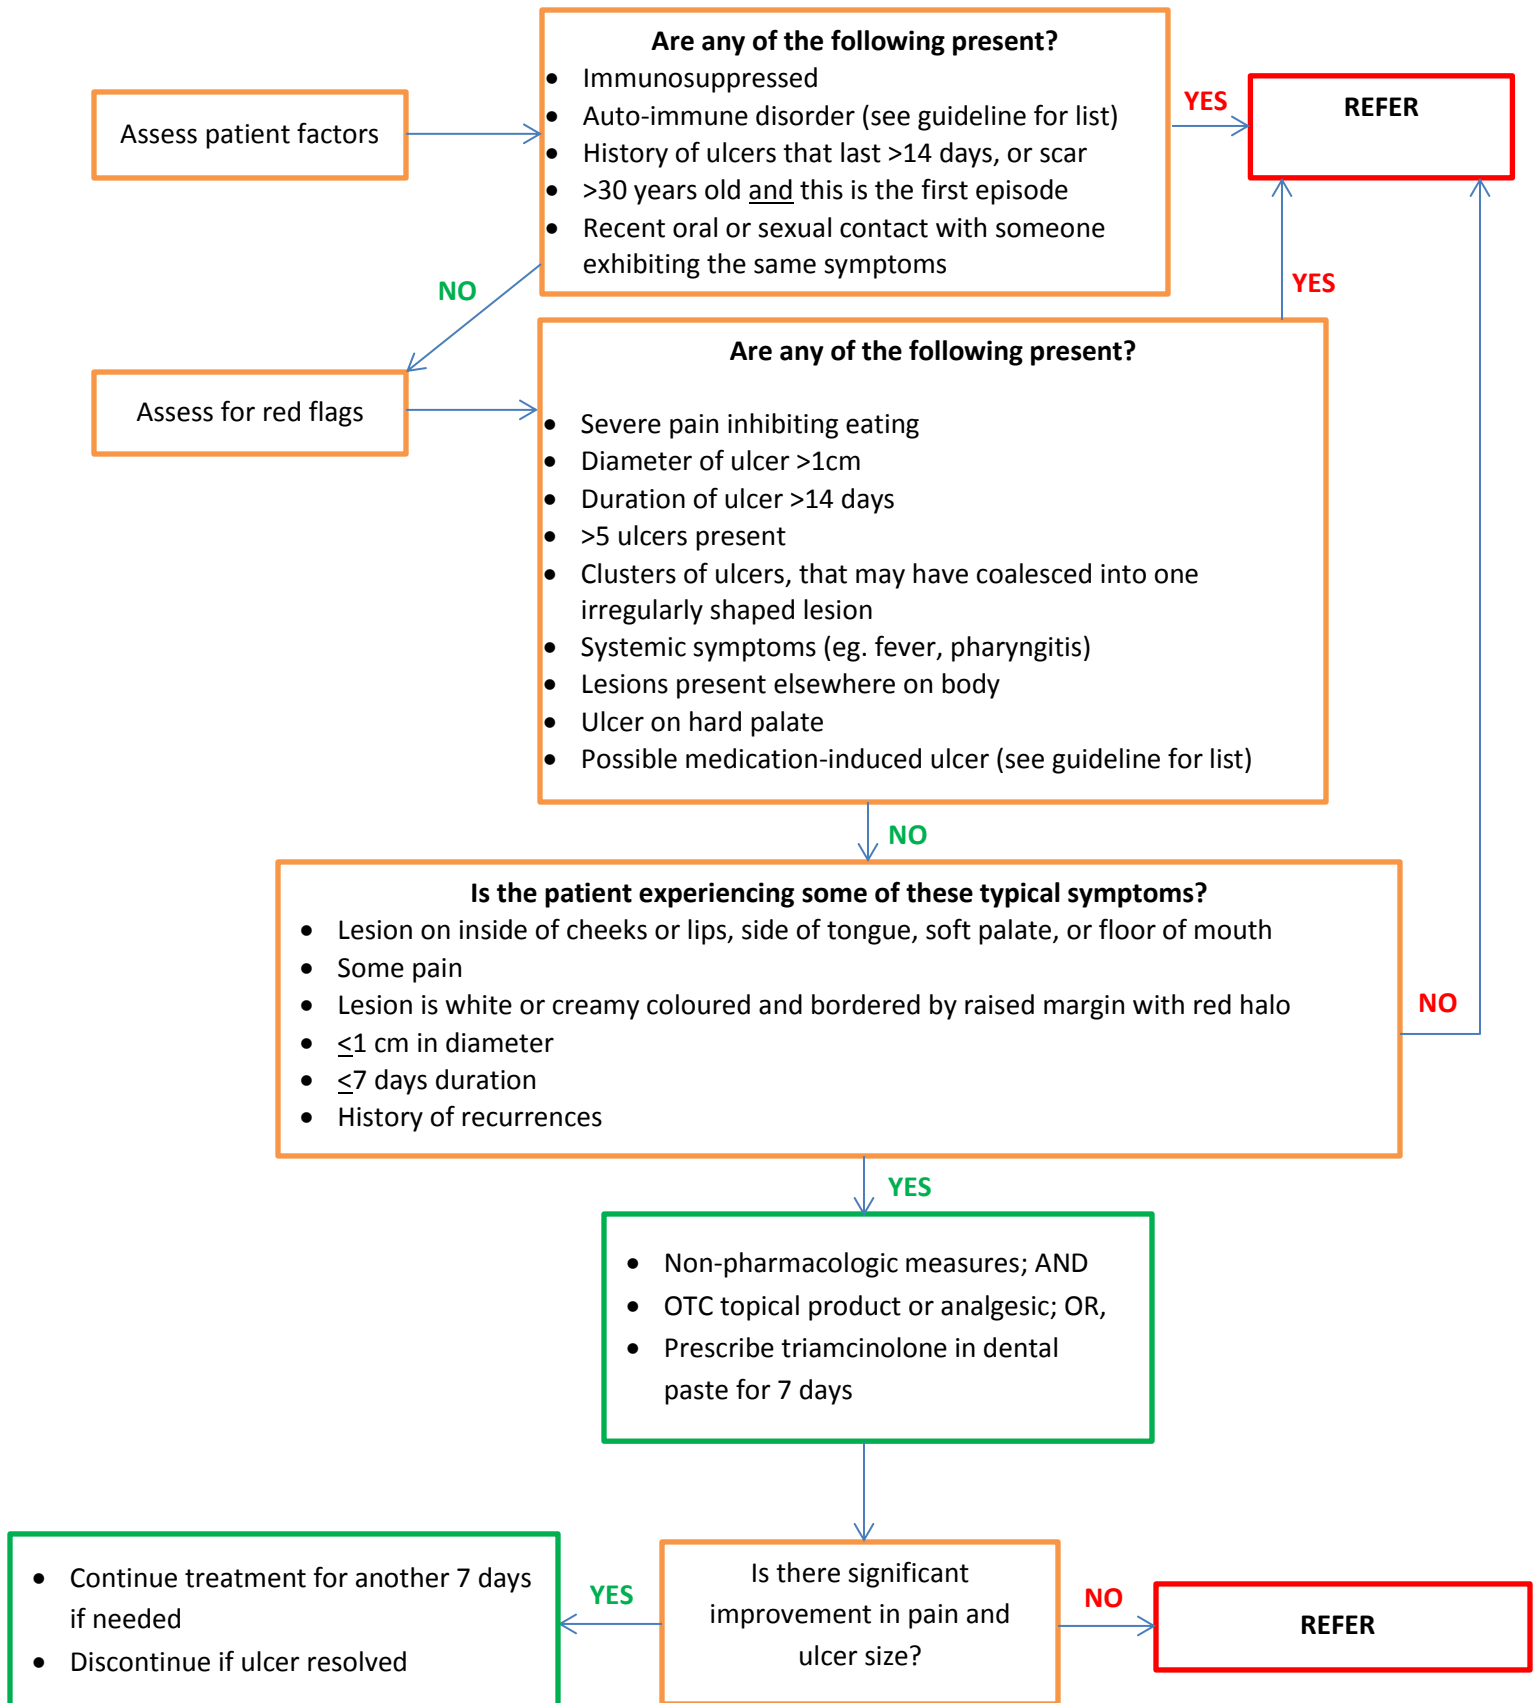 Assess patient factors
Are any of the following present?
• Immunosuppressed
• Auto-immune disorder (see guideline for list)
• History of ulcers that last >14 days, or scar
• >30 years old and this is the first episode
• Recent oral or sexual contact with someone
exhibiting the same symptoms
YES
REFER
NO
YES
Assess for red flags
Are any of the following present?
• Severe pain inhibiting eating
• Diameter of ulcer >1cm
• Duration of ulcer >14 days
• >5 ulcers present
• Clusters of ulcers, that may have coalesced into one
irregularly shaped lesion
• Systemic symptoms (eg. fever, pharyngitis)
• Lesions present elsewhere on body
• Ulcer on hard palate
• Possible medication-induced ulcer (see guideline for list)
NO
Is the patient experiencing some of these typical symptoms?
• Lesion on inside of cheeks or lips, side of tongue, soft palate, or floor of mouth
• Some pain
• Lesion is white or creamy coloured and bordered by raised margin with red halo
• <1 cm in diameter
• <7 days duration
• History of recurrences
NO
YES
• Non-pharmacologic measures; AND
• OTC topical product or analgesic; OR,
• Prescribe triamcinolone in dental
paste for 7 days
Is there significant
improvement in pain and
ulcer size?
YES
• Continue treatment for another 7 days
if needed
• Discontinue if ulcer resolved
NO
REFER